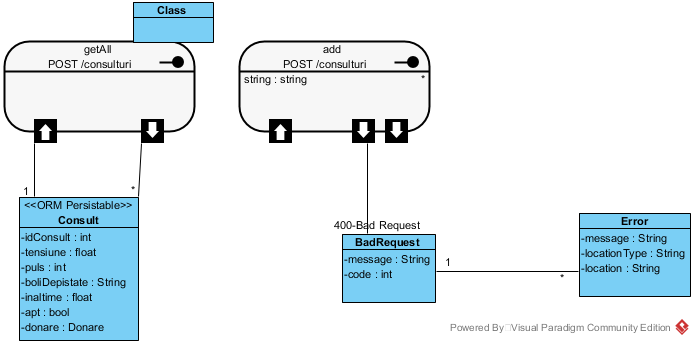 Class
getAll
POST /consulturi
add
POST /consulturi
string : string
*
1
*
<<ORM Persistable>>
Consult
-idConsult : int
-tensiune : float
-puls : int
-boliDepistate : String
-inaltime : float
-apt : bool
-donare : Donare
400-Bad Request
BadRequest
-message : String
-code : int
1
*
Error
-message : String
-locationType : String
-location : String
Powered By Visual Paradigm Community Edition